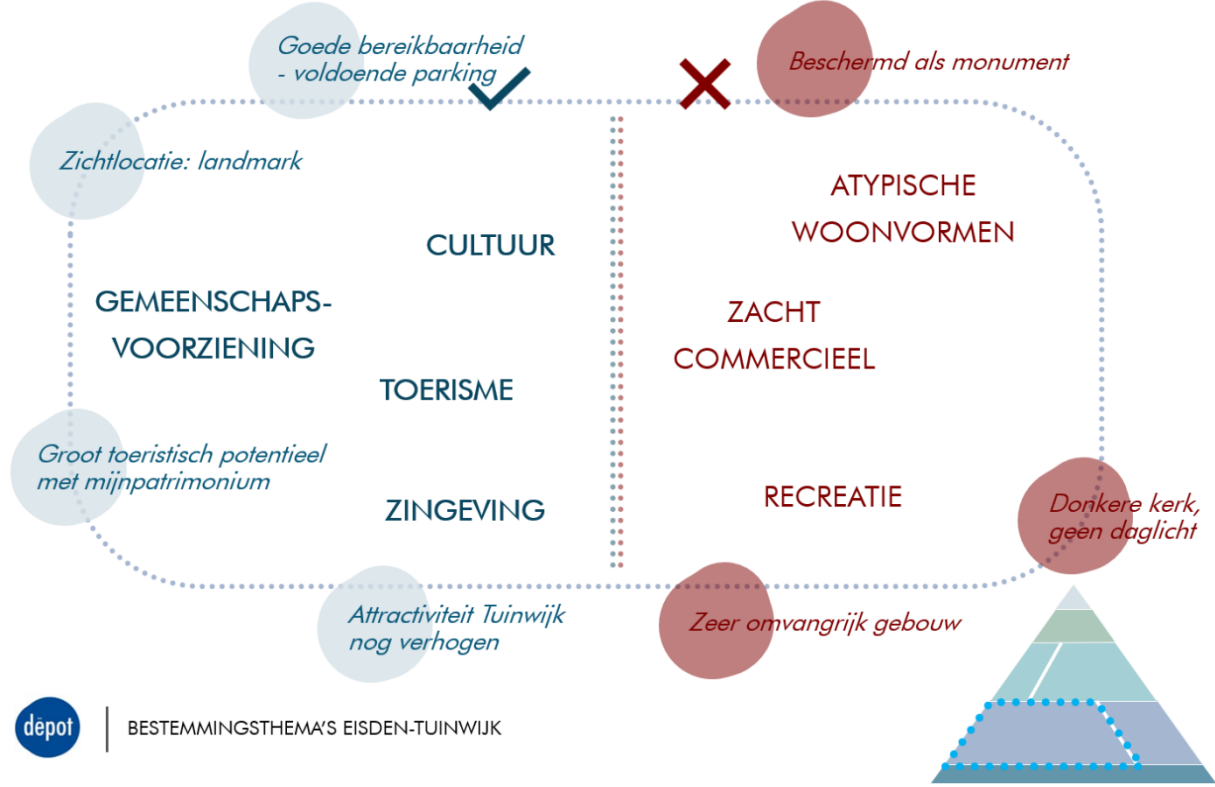 Goede bereikbaarheid
- voldoende parking
Zichtlocatie: landmark
CULTUUR
GEMEENSCHAPS-
VOORZIENING
TOERISME
Groot toeristisch potentieel
met mijnpatrimonium
ZINGEVING
Attractiviteit Tuinwijk
nog verhogen
Beschermd als monument
ATYPISCHE
WOONVORMEN
ZACHT
COMMERCIEEL
RECREATIE
Donkere kerk,
geen daglicht
Zeer omvangrijk gebouw
dēpot
BESTEMMINGSTHEMA'S EISDEN-TUINWIJK